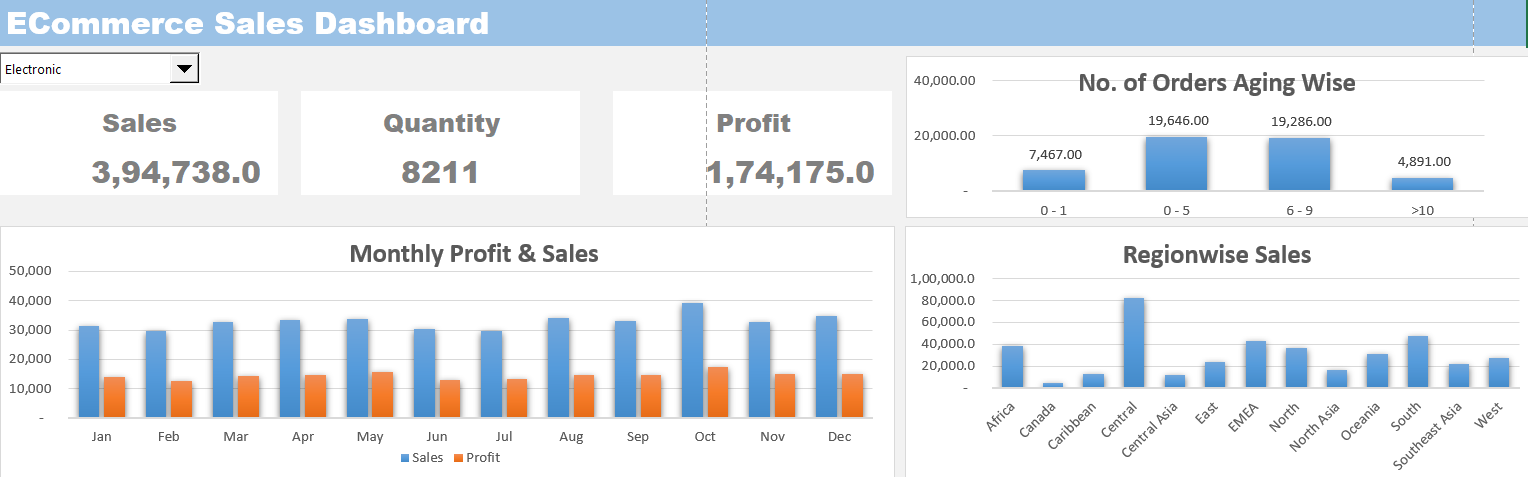 ECommerce Sales Dashboard
Electronic
Sales
3,94,738.0
Quantity
8211
Profit
1,74,175.0
No. of Orders Aging Wise
40,000.00
20,000.00
-
7,467.00
19,646.00
19,286.00
4,891.00
0 - 1
0 - 5
6 - 9
>10
Monthly Profit & Sales
50,000
40,000
30,000
20,000
10,000
-
Jan Feb Mar Apr May Jun Jul Aug Sep Oct Nov Dec
Sales Profit
Regionwise Sales
1,00,000.0
80,000.0
60,000.0
40,000.0
20,000.0
-
Africa
Canada
Caribbean
Central
Central Asia
East
EMEA
North
North Asia
Oceania
South
Southeast Asia
West